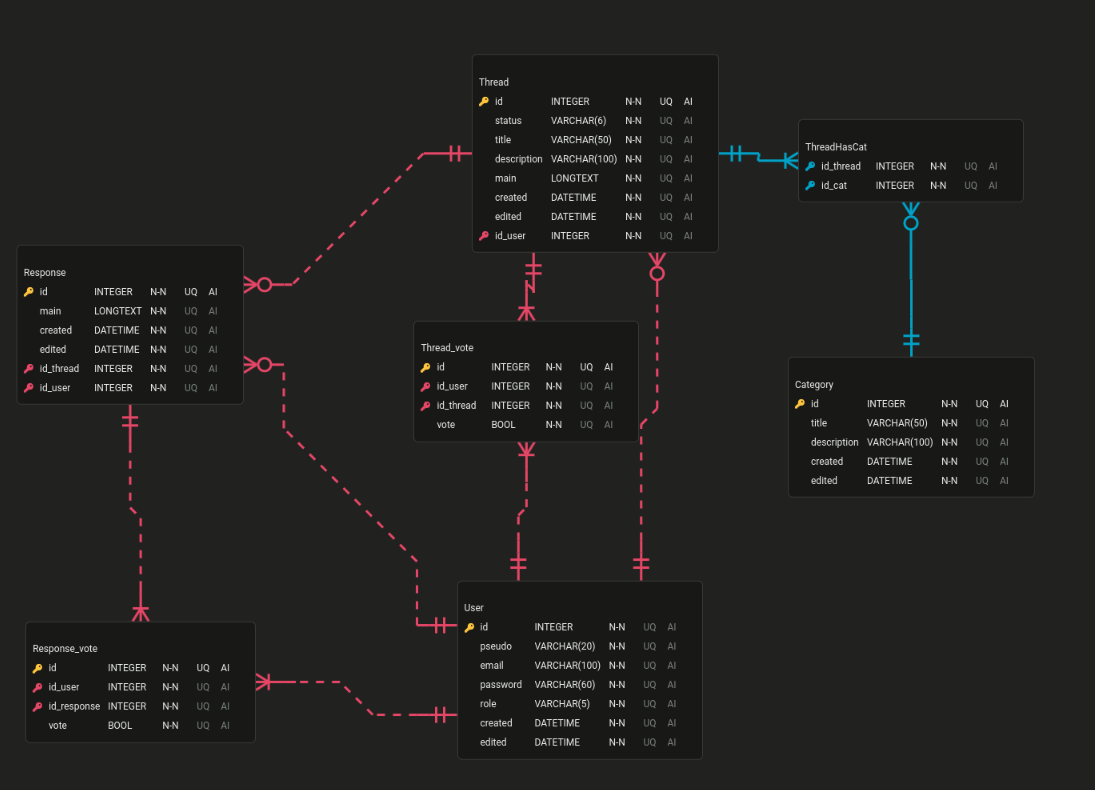 Thread
id INTEGER N-N UQ AI
status VARCHAR(6) N-N UQ AI
title VARCHAR(50) N-N UQ AI
description VARCHAR(100) N-N UQ AI
main LONGTEXT N-N UQ AI
created DATETIME N-N UQ AI
edited DATETIME N-N UQ AI
id_user INTEGER N-N UQ AI
ThreadHasCat
id_thread INTEGER N-N UQ AI
id_cat INTEGER N-N UQ AI
Response
id INTEGER N-N UQ AI
main LONGTEXT N-N UQ AI
created DATETIME N-N UQ AI
edited DATETIME N-N UQ AI
id_thread INTEGER N-N UQ AI
id_user INTEGER N-N UQ AI
Thread_vote
id INTEGER N-N UQ AI
id_user INTEGER N-N UQ AI
id_thread INTEGER N-N UQ AI
vote BOOL N-N UQ AI
Category
id INTEGER N-N UQ AI
title VARCHAR(50) N-N UQ AI
description VARCHAR(100) N-N UQ AI
created DATETIME N-N UQ AI
edited DATETIME N-N UQ AI
Response_vote
id INTEGER N-N UQ AI
id_user INTEGER N-N UQ AI
id_response INTEGER N-N UQ AI
vote BOOL N-N UQ AI
User
id INTEGER N-N UQ AI
pseudo VARCHAR(20) N-N UQ AI
email VARCHAR(100) N-N UQ AI
password VARCHAR(60) N-N UQ AI
role VARCHAR(5) N-N UQ AI
created DATETIME N-N UQ AI
edited DATETIME N-N UQ AI